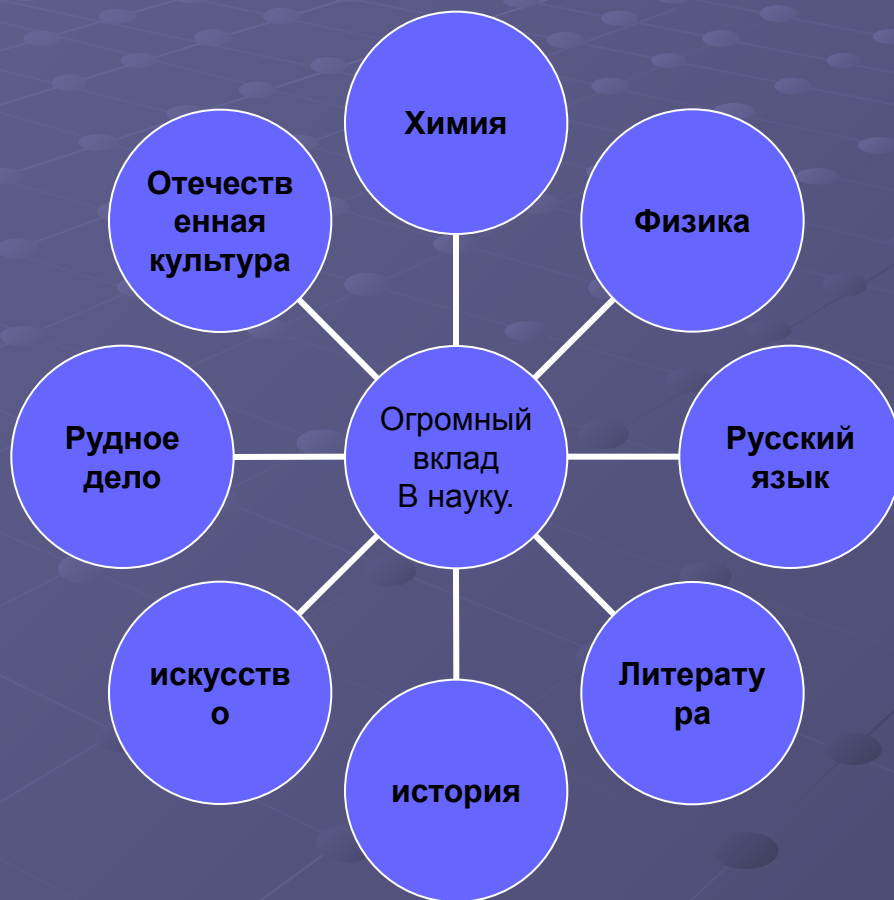 Химия
Физика
Русский
язык
Литерату
ра
история
искусств
о
Рудное
дело
Отечеств
енная
культура
Огромный
вклад
В науку.